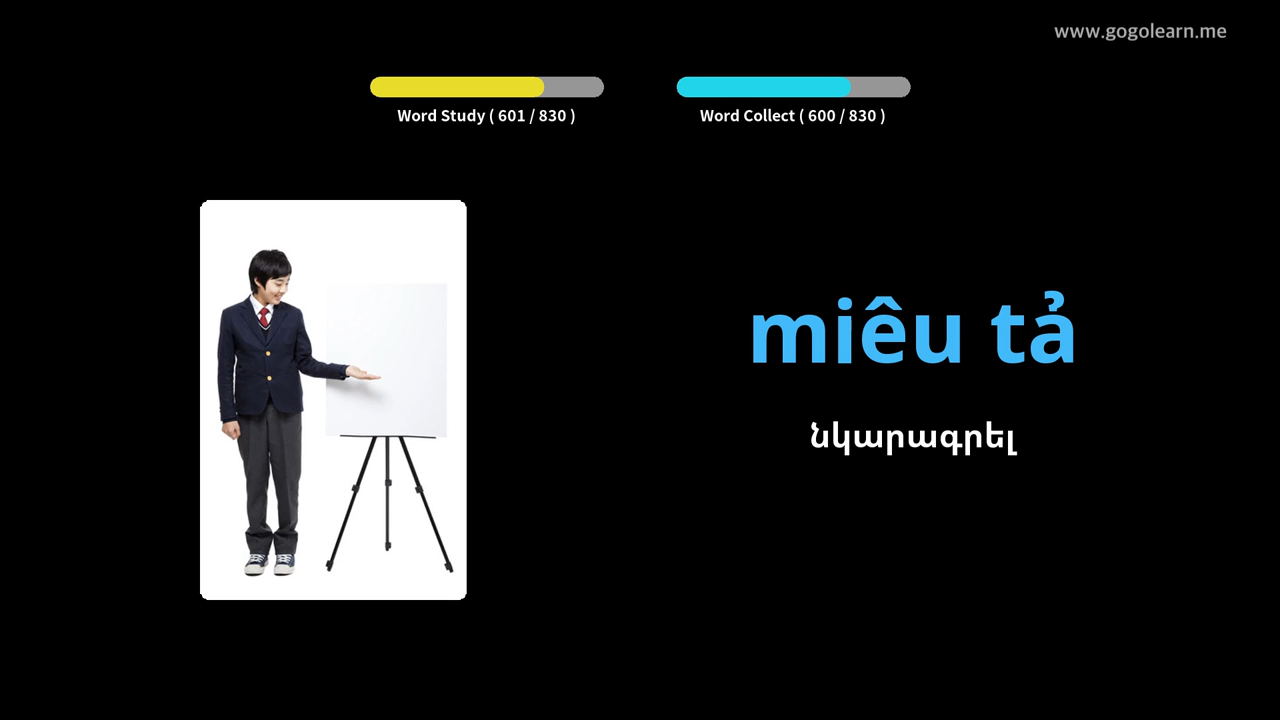 www.gogolearn.me
Word Study ( 601 / 830 )
Word Collect ( 600 / 830 )
miêu tả
նկարագրել